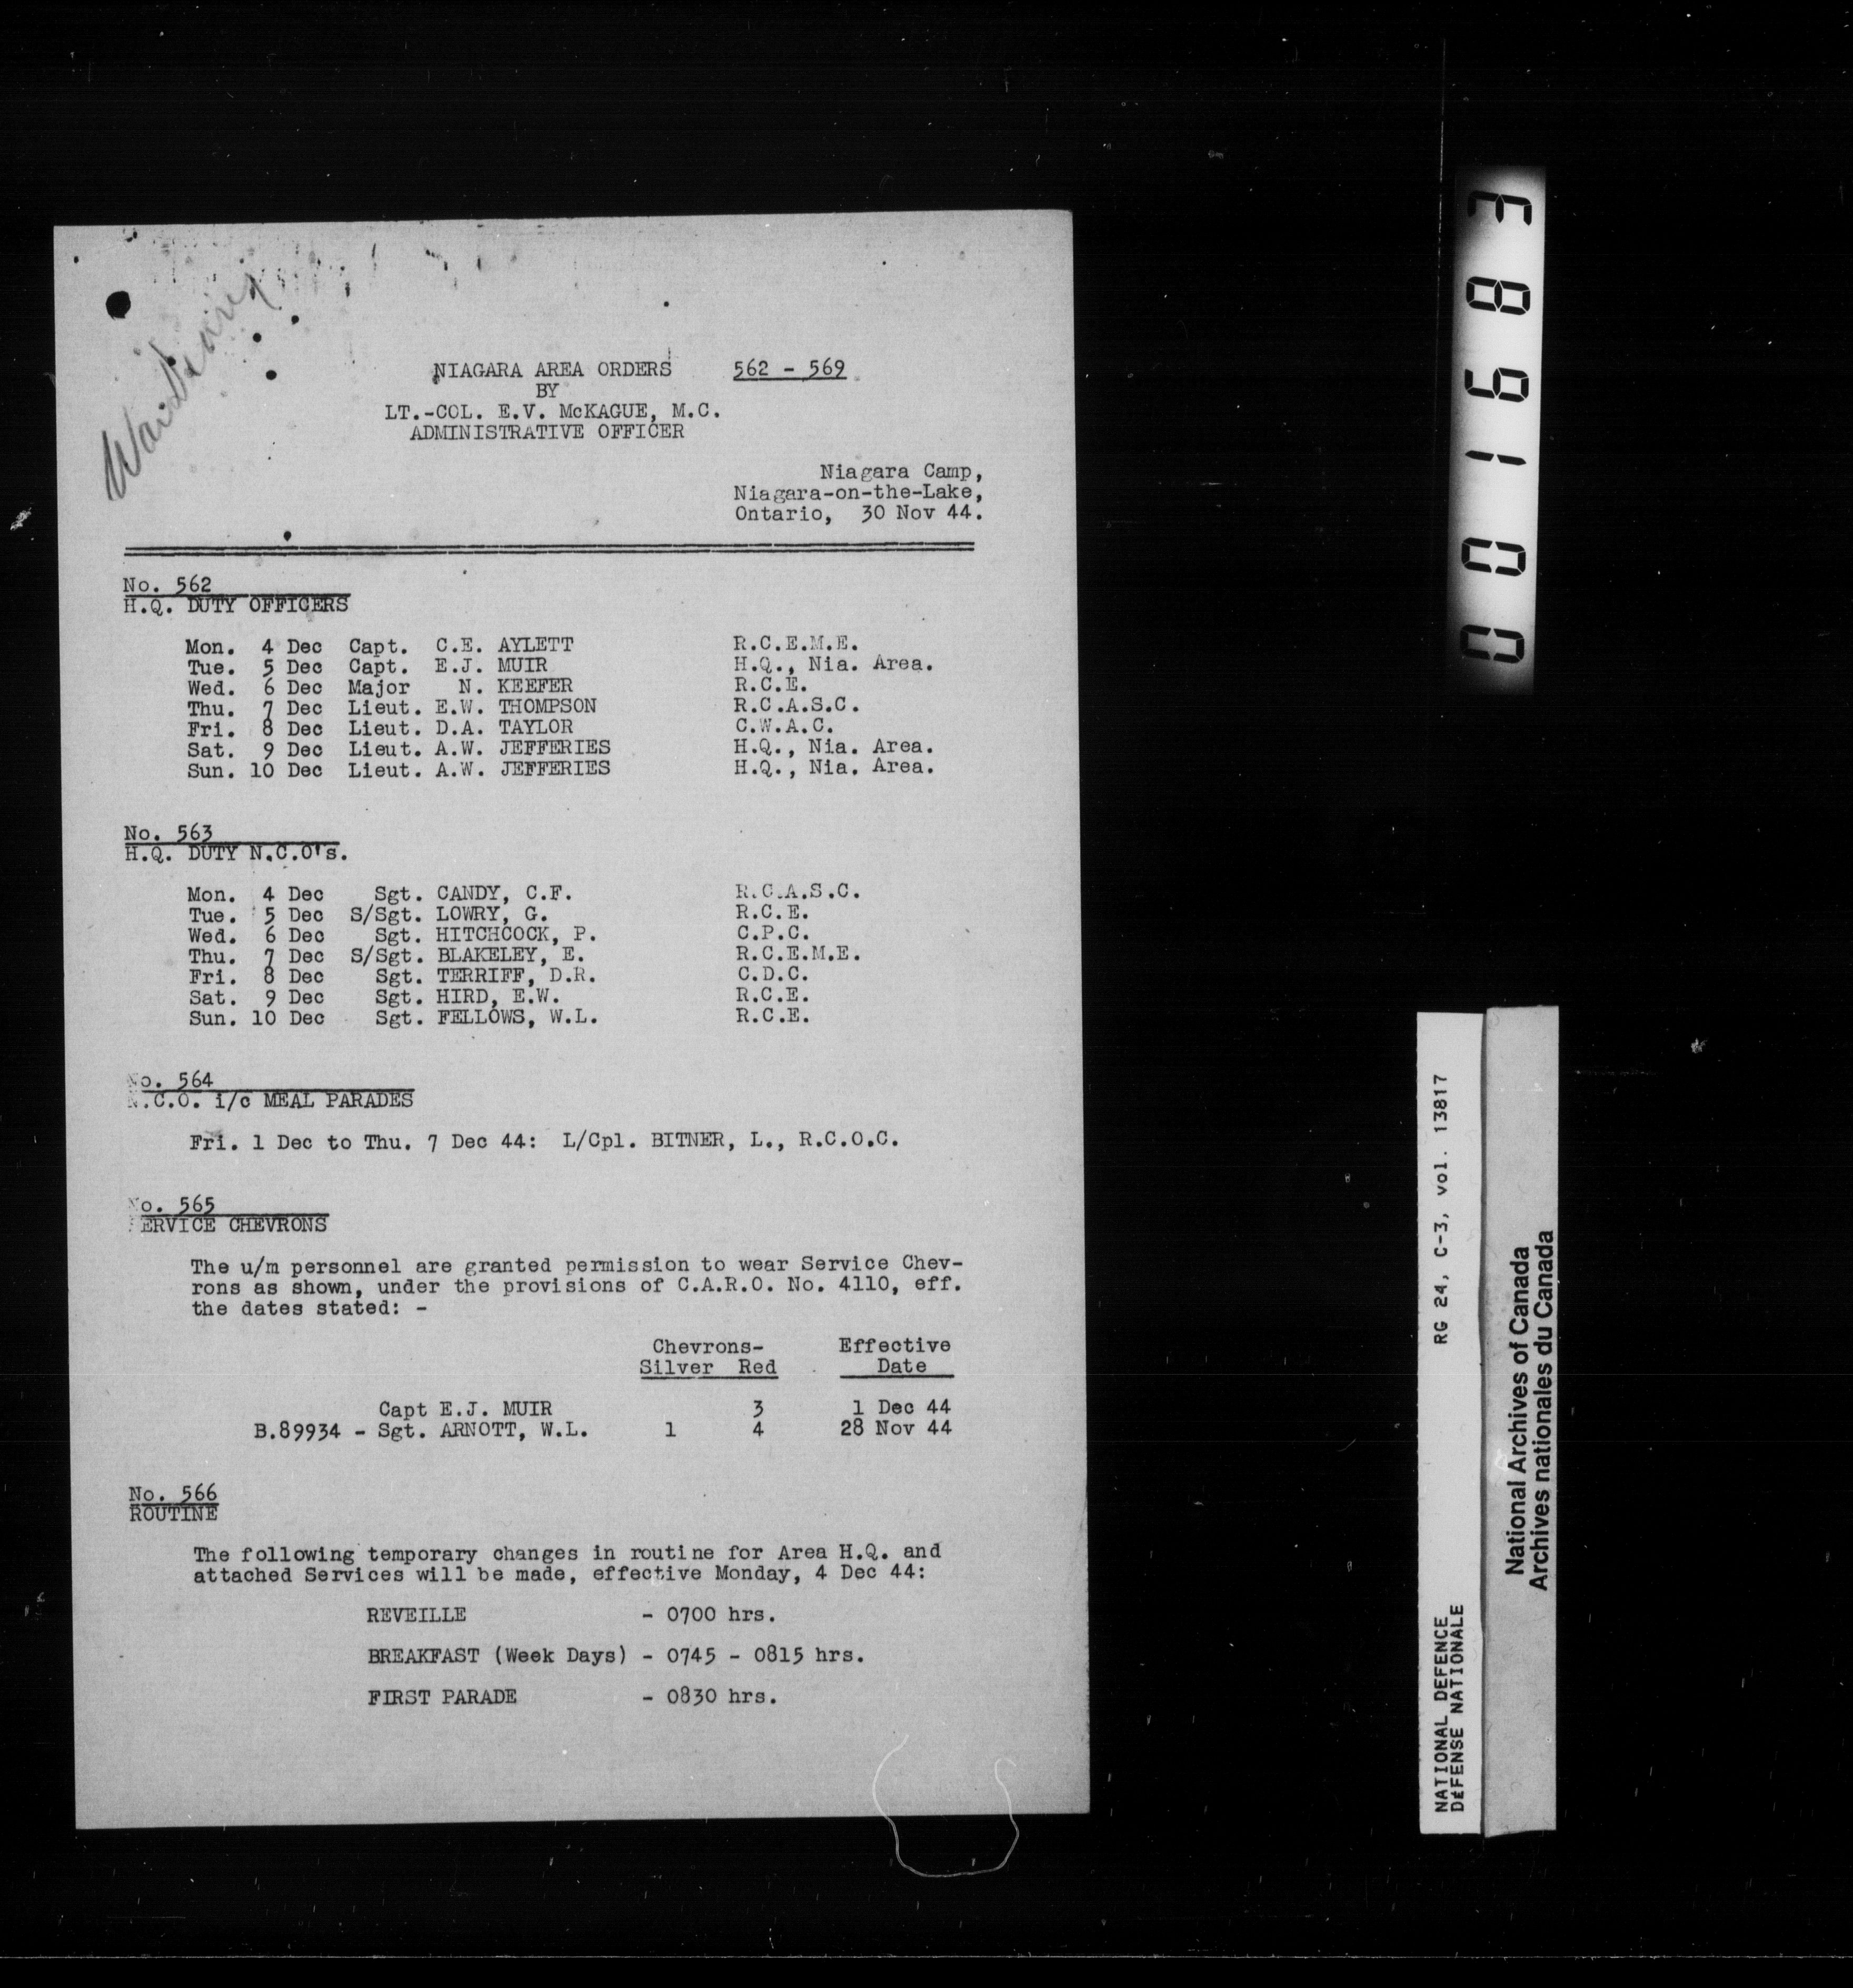 War Diary
NIAGARA AREA ORDERS 562 - 569
BY
LT.-COL. E.V. McKAGUE, M.C.
ADMINISTRATIVE OFFICER
Niagara Camp,
Niagara-on-the-Lake,
Ontario, 30 Nov 44.
No. 562
H.Q. DUTY OFFICERS
Mon. 4 Dec Capt. C.E. AYLETT R.C.E.M.E.
Tue. 5 Dec Capt. E.J. MUIR H.Q., Nia. Area.
Wed. 6 Dec Major N. KEEFER R.C.E.
Thu. 7 Dec Lieut. E.W. THOMPSON R.C.A.S.C.
Fri. 8 Dec Lieut. D.A. TAYLOR C.W.A.C.
Sat. 9 Dec Lieut. A.W. JEFFERIES H.Q., Nia. Area.
Sun. 10 Dec Lieut. A.W. JEFFERIES H.Q., Nia. Area.
No. 563
H.Q. DUTY N.C.O's.
Mon. 4 Dec Sgt. CANDY, C.F. R.C.A.S.C.
Tue. 5 Dec S/Sgt. LOWRY, G. R.C.E.
Wed. 6 Dec Sgt. HITCHCOCK, P. C.P.C.
Thu. 7 Dec S/Sgt. BLAKELEY, E. R.C.E.M.E.
Fri. 8 Dec Sgt. TERRIFF, D.R. C.D.C.
Sat. 9 Dec Sgt. HIRD, E.W. R.C.E.
Sun. 10 Dec Sgt. FELLOWS, W.L. R.C.E.
No. 564
N.C.O. i/c MEAL PARADES
Fri. 1 Dec to Thu. 7 Dec 44: L/Cpl. BITNER, L., R.C.O.C.
No. 565
SERVICE CHEVRONS
The u/m personnel are granted permission to wear Service Chev-
rons as shown, under the provisions of C.A.R.O. No. 4110, eff.
the dates stated: -
Chevrons- Effective
Silver Red Date
Capt E.J. MUIR 3 1 Dec 44
B.89934 - Sgt. ARNOTT, W.L. 1 4 28 Nov 44
No. 566
ROUTINE
The following temporary changes in routine for Area H.Q. and
attached Services will be made, effective Monday, 4 Dec 44:
REVEILLE - 0700 hrs.
BREAKFAST (Week Days) - 0745 - 0815 hrs.
FIRST PARADE - 0830 hrs.
001683
NATIONAL DEFENCE RG 24, C-3, vol. 13817
DÉFENSE NATIONALE
National Archives of Canada
Archives nationales du Canada